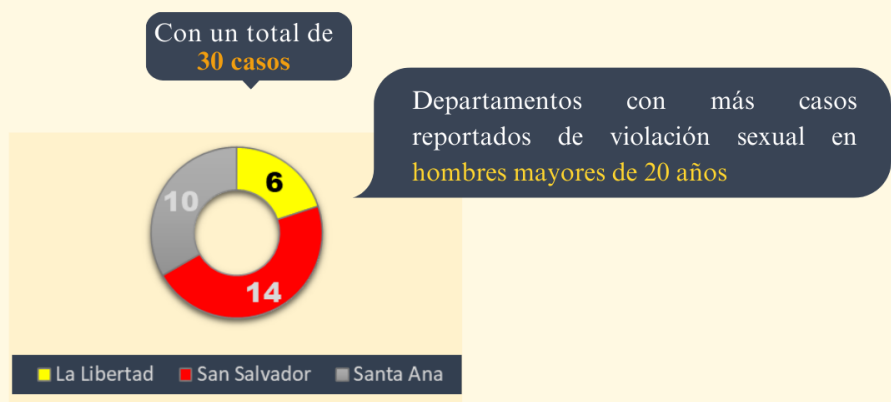 Con un total de
30 casos
Departamentos con más casos
reportados de violación sexual en
hombres mayores de 20 años
6
10
14
La Libertad San Salvador Santa Ana